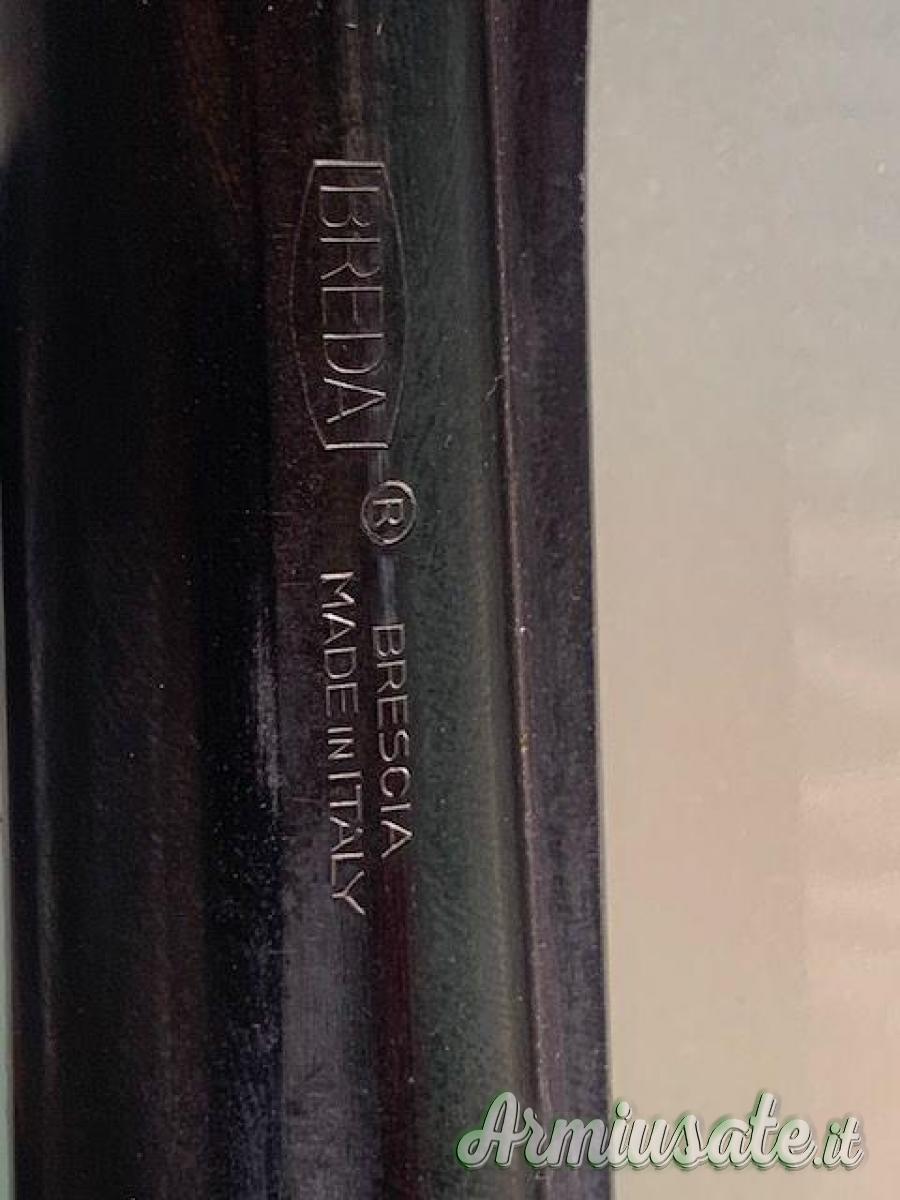 BREDA
® BRESCIA
MADE IN ITALY
Armiusate.it